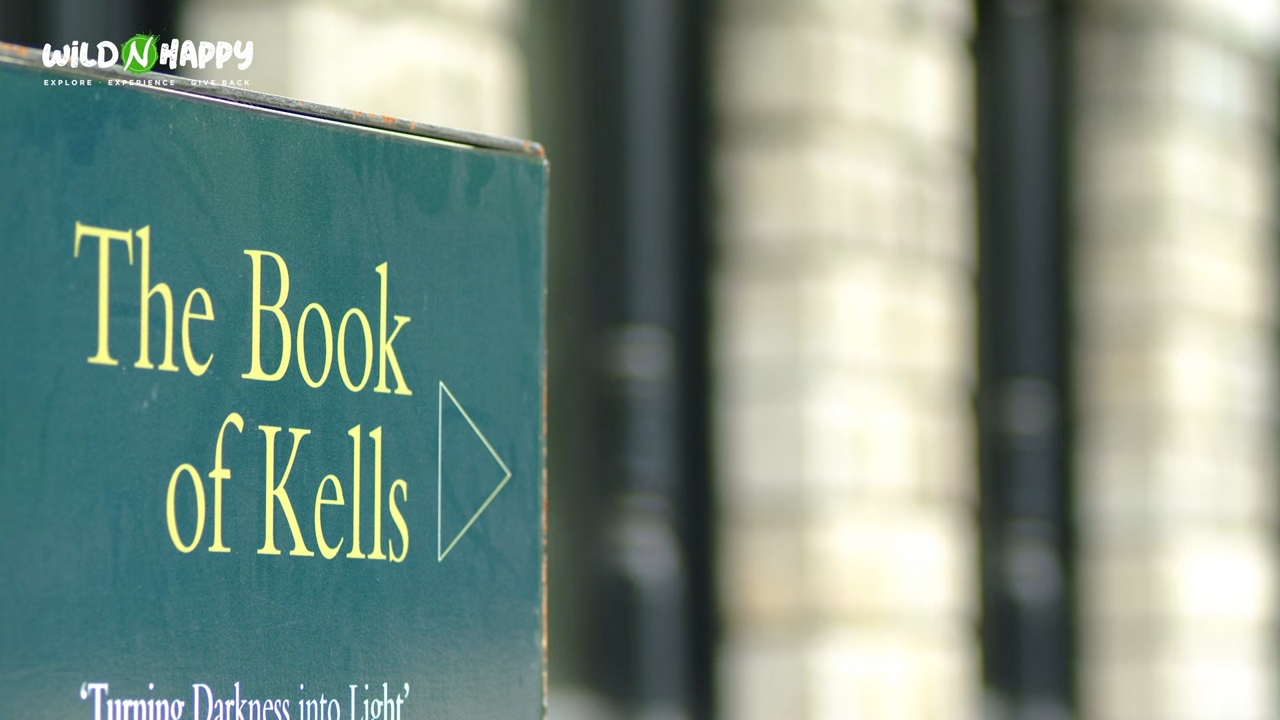 WILD N HAPPY
EXPLORE · EXPERIENCE · GIVE BACK
The Book
of Kells
‘Turning Darkness into Light’